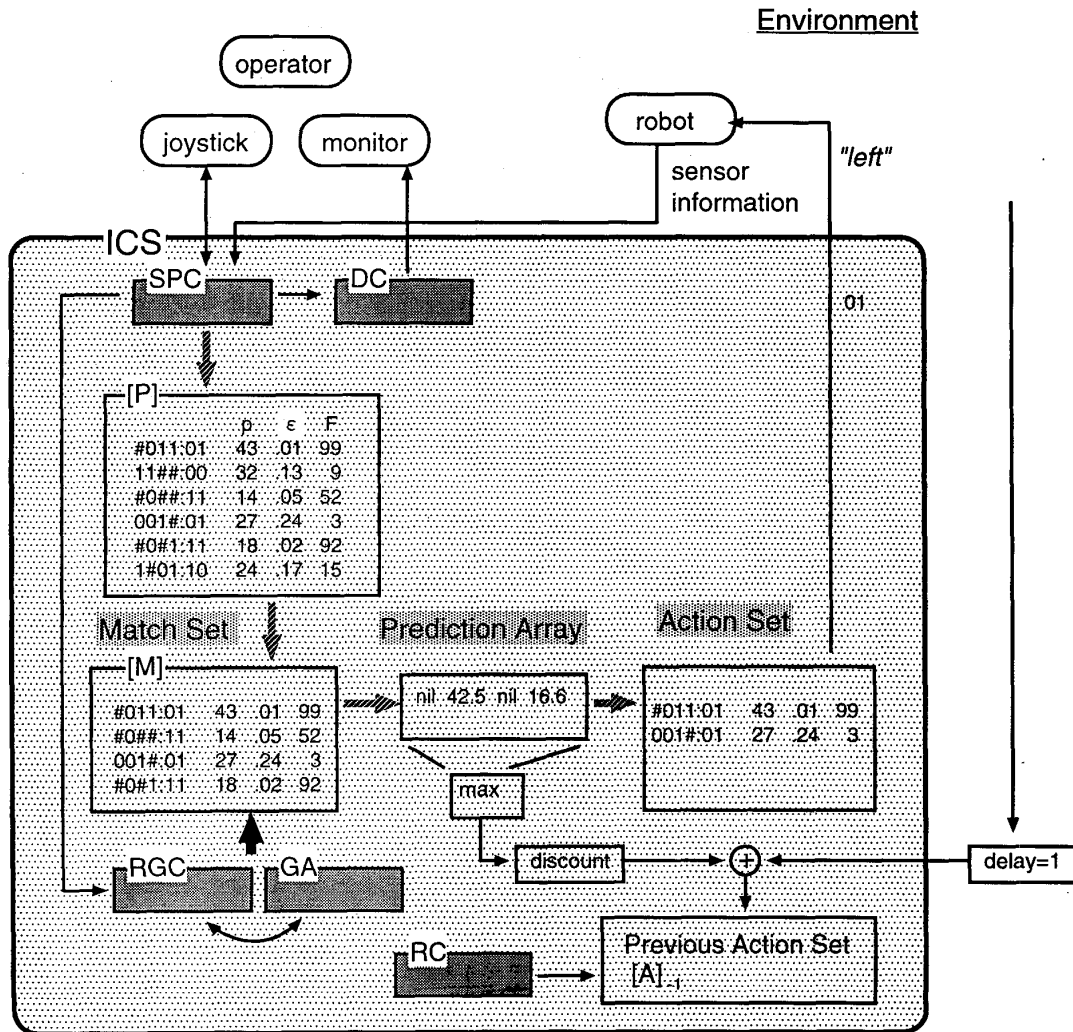 Environment
operator
joystick
monitor
robot
"left"
sensor
information
ICS
SPC
DC
01
[P]
p ε F
#011:01 43 .01 99
11##:00 32 .13 9
#0##:11 14 .05 52
001#:01 27 .24 3
#0#1:11 18 .02 92
1#01:10 24 .17 15
Match Set
Prediction Array
Action Set
[M]
#011:01 43 .01 99
#0##:11 14 .05 52
001#:01 27 .24 3
#0#1:11 18 .02 92
nil 42.5 nil 16.6
#011:01 43 .01 99
001#:01 27 .24 3
max
discount
+
delay=1
RGC
GA
RC
Previous Action Set
[A]-1